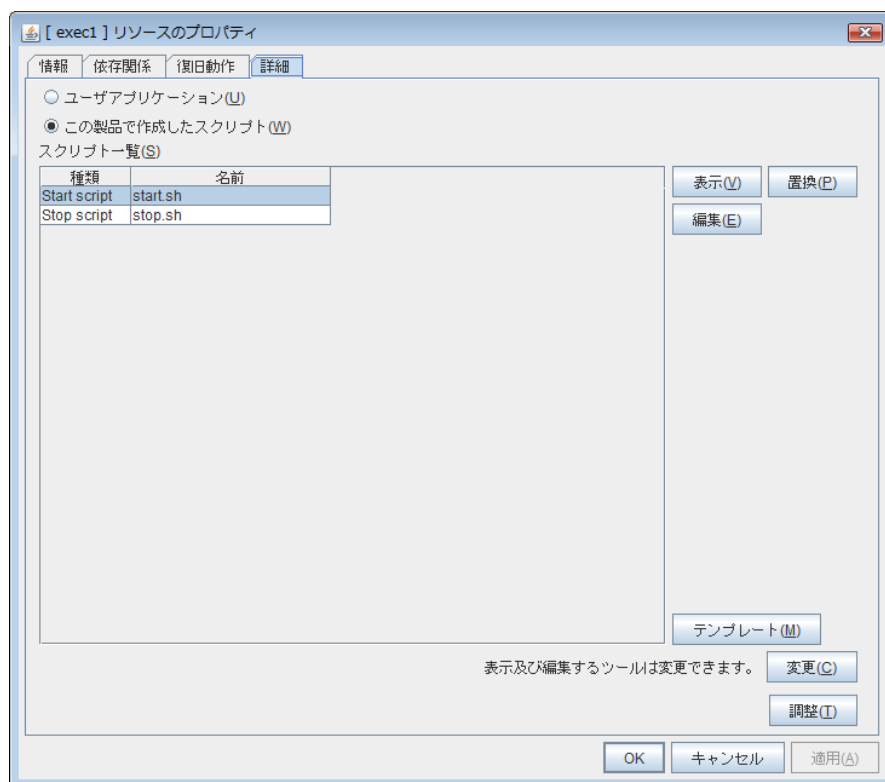 [ exec1 ] リソースのプロパティ
情報 依存関係 復旧動作 詳細
ユーザアプリケーション(U)
この製品で作成したスクリプト(W)
スクリプト一覧(S)
種類 名前
Start script start.sh
Stop script stop.sh
表示(V) 置換(P)
編集(E)
テンプレート(M)
表示及び編集するツールは変更できます。 変更(C)
調整(T)
OK キャンセル 適用(A)